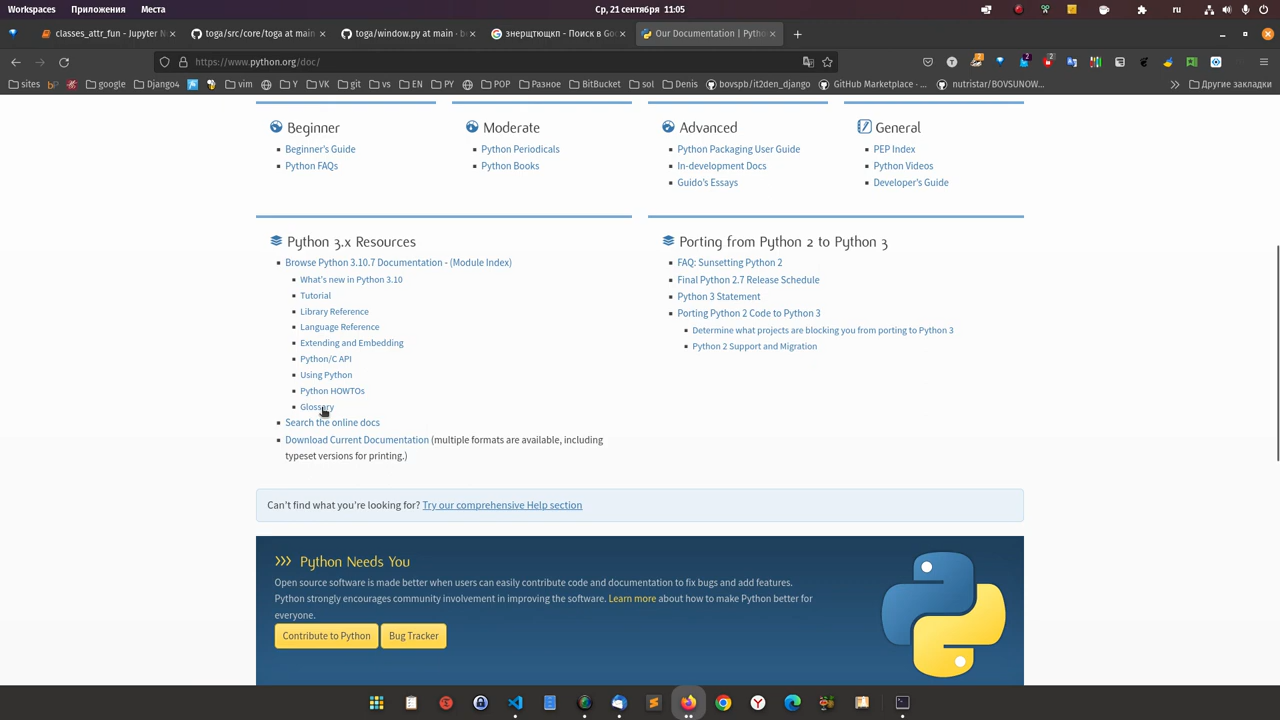 Workspaces Приложения Места Ср, 21 сентября 11:05 ru
classes_attr_fun - Jupyter N toga/src/core/toga at main toga/window.py at main · b знерщтющкп - Поиск в Go Our Documentation | Pytho
https://www.python.org/doc/
sites bp vim google Django4 Y VK git vs EN PY POP Разное BitBucket sol Denis bovspb/it2den_django GitHub Marketplace · ... nutristar/BOVSUNOW... Другие закладки
Beginner
Beginner's Guide
Python FAQs
Moderate
Python Periodicals
Python Books
Advanced
Python Packaging User Guide
In-development Docs
Guido's Essays
General
PEP Index
Python Videos
Developer's Guide
Python 3.x Resources
Browse Python 3.10.7 Documentation - (Module Index)
What's new in Python 3.10
Tutorial
Library Reference
Language Reference
Extending and Embedding
Python/C API
Using Python
Python HOWTOs
Glossary
Search the online docs
Download Current Documentation (multiple formats are available, including
typeset versions for printing.)
Porting from Python 2 to Python 3
FAQ: Sunsetting Python 2
Final Python 2.7 Release Schedule
Python 3 Statement
Porting Python 2 Code to Python 3
Determine what projects are blocking you from porting to Python 3
Python 2 Support and Migration
Can't find what you're looking for? Try our comprehensive Help section
>>> Python Needs You
Open source software is made better when users can easily contribute code and documentation to fix bugs and add features.
Python strongly encourages community involvement in improving the software. Learn more about how to make Python better for
everyone.
Contribute to Python Bug Tracker